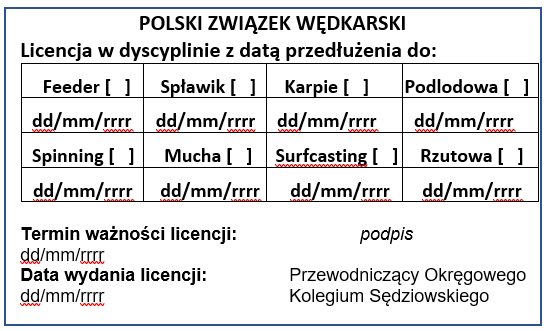 POLSKI ZWIĄZEK WĘDKARSKI
Licencja w dyscyplinie z datą przedłużenia do:
Feeder [ ] Spławik [ ] Karpie [ ] Podlodowa [ ]
dd/mm/rrrr dd/mm/rrrr dd/mm/rrrr dd/mm/rrrr
Spinning [ ] Mucha [ ] Surfcasting [ ] Rzutowa [ ]
dd/mm/rrrr dd/mm/rrrr dd/mm/rrrr dd/mm/rrrr
Termin ważności licencji: podpis
dd/mm/rrrr
Data wydania licencji: Przewodniczący Okręgowego
dd/mm/rrrr Kolegium Sędziowskiego